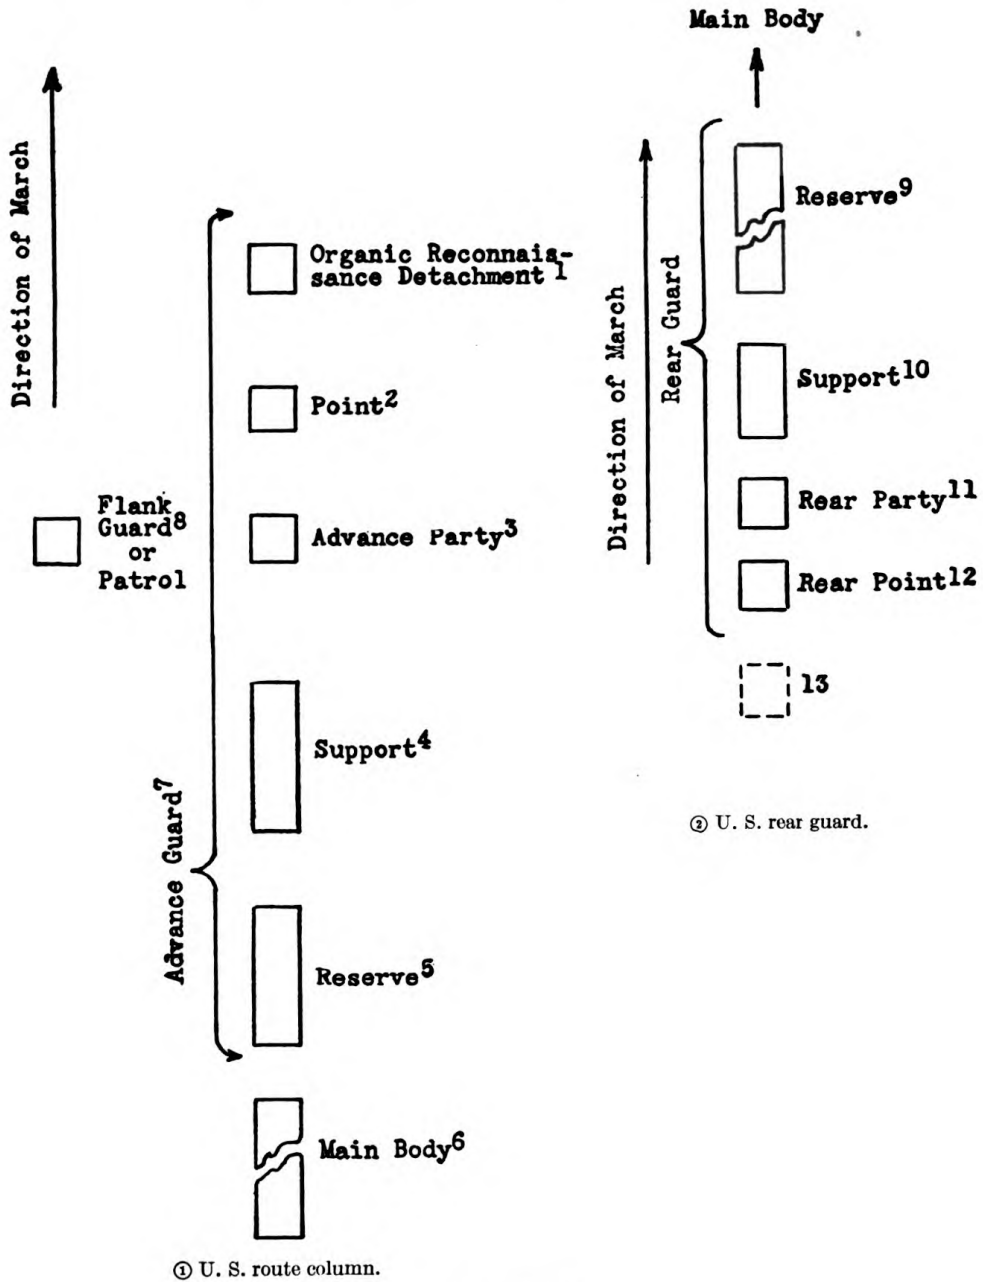 Direction of March
Organic Reconnais-
sance Detachment 1
Point2
Flank
Guard8
or
Patrol
Advance Party3
Support4
Advance Guard7
Reserve5
Main Body6
① U. S. route column.
Main Body
Direction of March
Rear Guard
Reserve9
Support10
Rear Party11
Rear Point12
13
② U. S. rear guard.